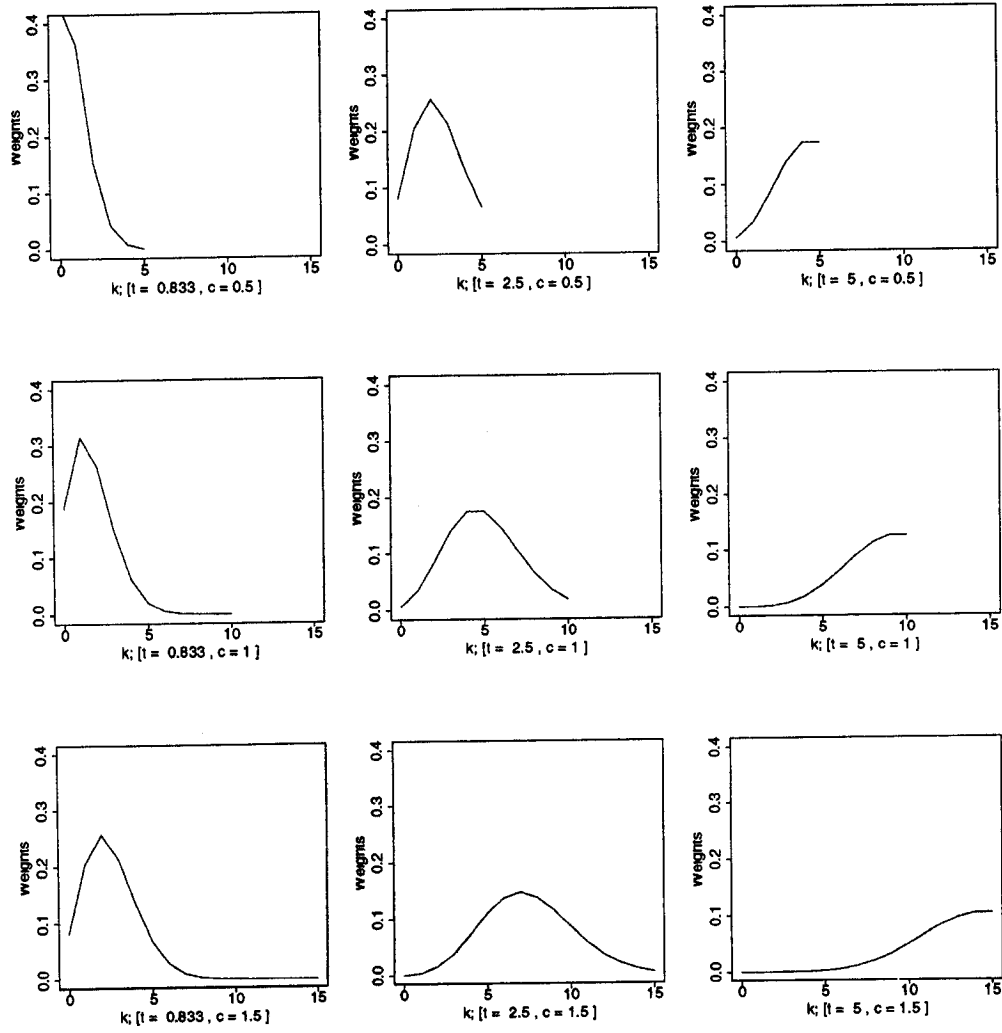 0.4
0.3
0.2
0.1
0.0
Weights
0 5 10 15
k; [t = 0.833 , c = 0.5 ]
0.4
0.3
0.2
0.1
0.0
Weights
0 5 10 15
k; [t = 2.5 , c = 0.5 ]
0.4
0.3
0.2
0.1
0.0
Weights
0 5 10 15
k; [t = 5 , c = 0.5 ]
0.4
0.3
0.2
0.1
0.0
Weights
0 5 10 15
k; [t = 0.833 , c = 1 ]
0.4
0.3
0.2
0.1
0.0
Weights
0 5 10 15
k; [t = 2.5 , c = 1 ]
0.4
0.3
0.2
0.1
0.0
Weights
0 5 10 15
k; [t = 5 , c = 1 ]
0.4
0.3
0.2
0.1
0.0
Weights
0 5 10 15
k; [t = 0.833 , c = 1.5 ]
0.4
0.3
0.2
0.1
0.0
Weights
0 5 10 15
k; [t = 2.5 , c = 1.5 ]
0.4
0.3
0.2
0.1
0.0
Weights
0 5 10 15
k; [t = 5 , c = 1.5 ]